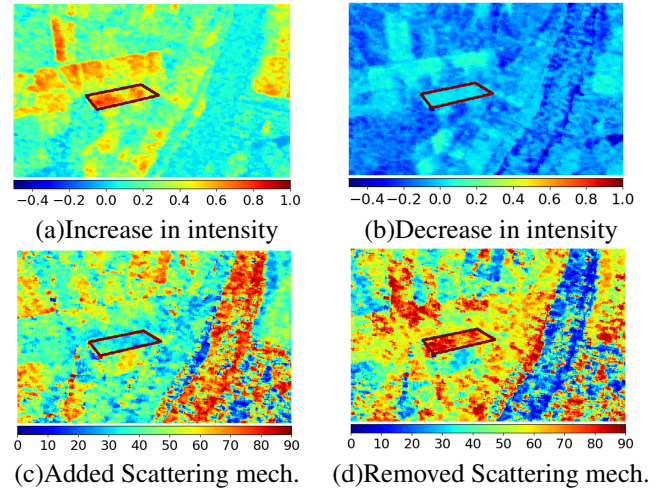 −0.4 −0.2 0.0 0.2 0.4 0.6 0.8 1.0
−0.4 −0.2 0.0 0.2 0.4 0.6 0.8 1.0
(a)Increase in intensity
(b)Decrease in intensity
0 10 20 30 40 50 60 70 80 90
0 10 20 30 40 50 60 70 80 90
(c)Added Scattering mech.
(d)Removed Scattering mech.